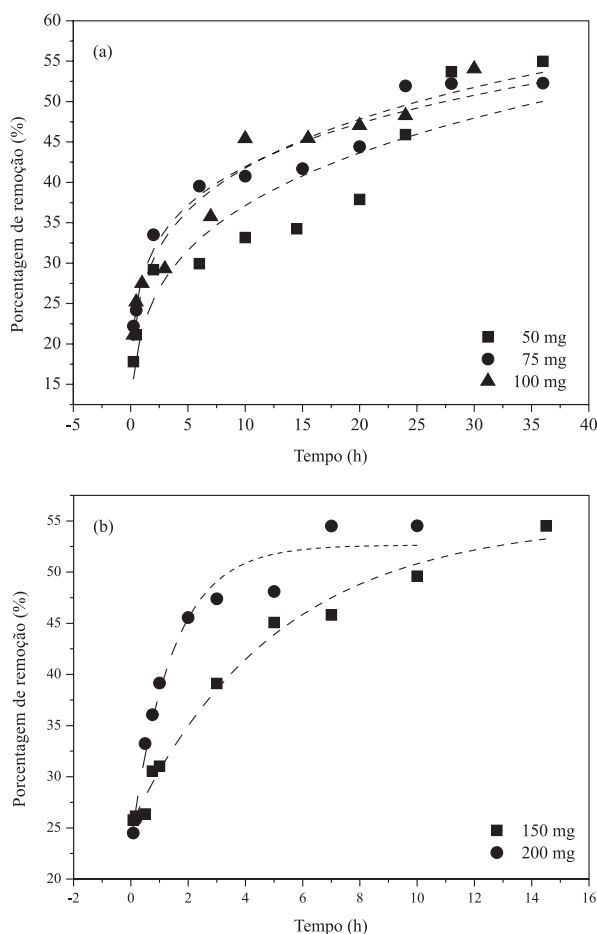 (a)
Porcentagem de remoção (%)
60
55
50
45
40
35
30
25
20
15
-5 0 5 10 15 20 25 30 35 40
Tempo (h)
50 mg
75 mg
100 mg
(b)
Porcentagem de remoção (%)
55
50
45
40
35
30
25
20
-2 0 2 4 6 8 10 12 14 16
Tempo (h)
150 mg
200 mg